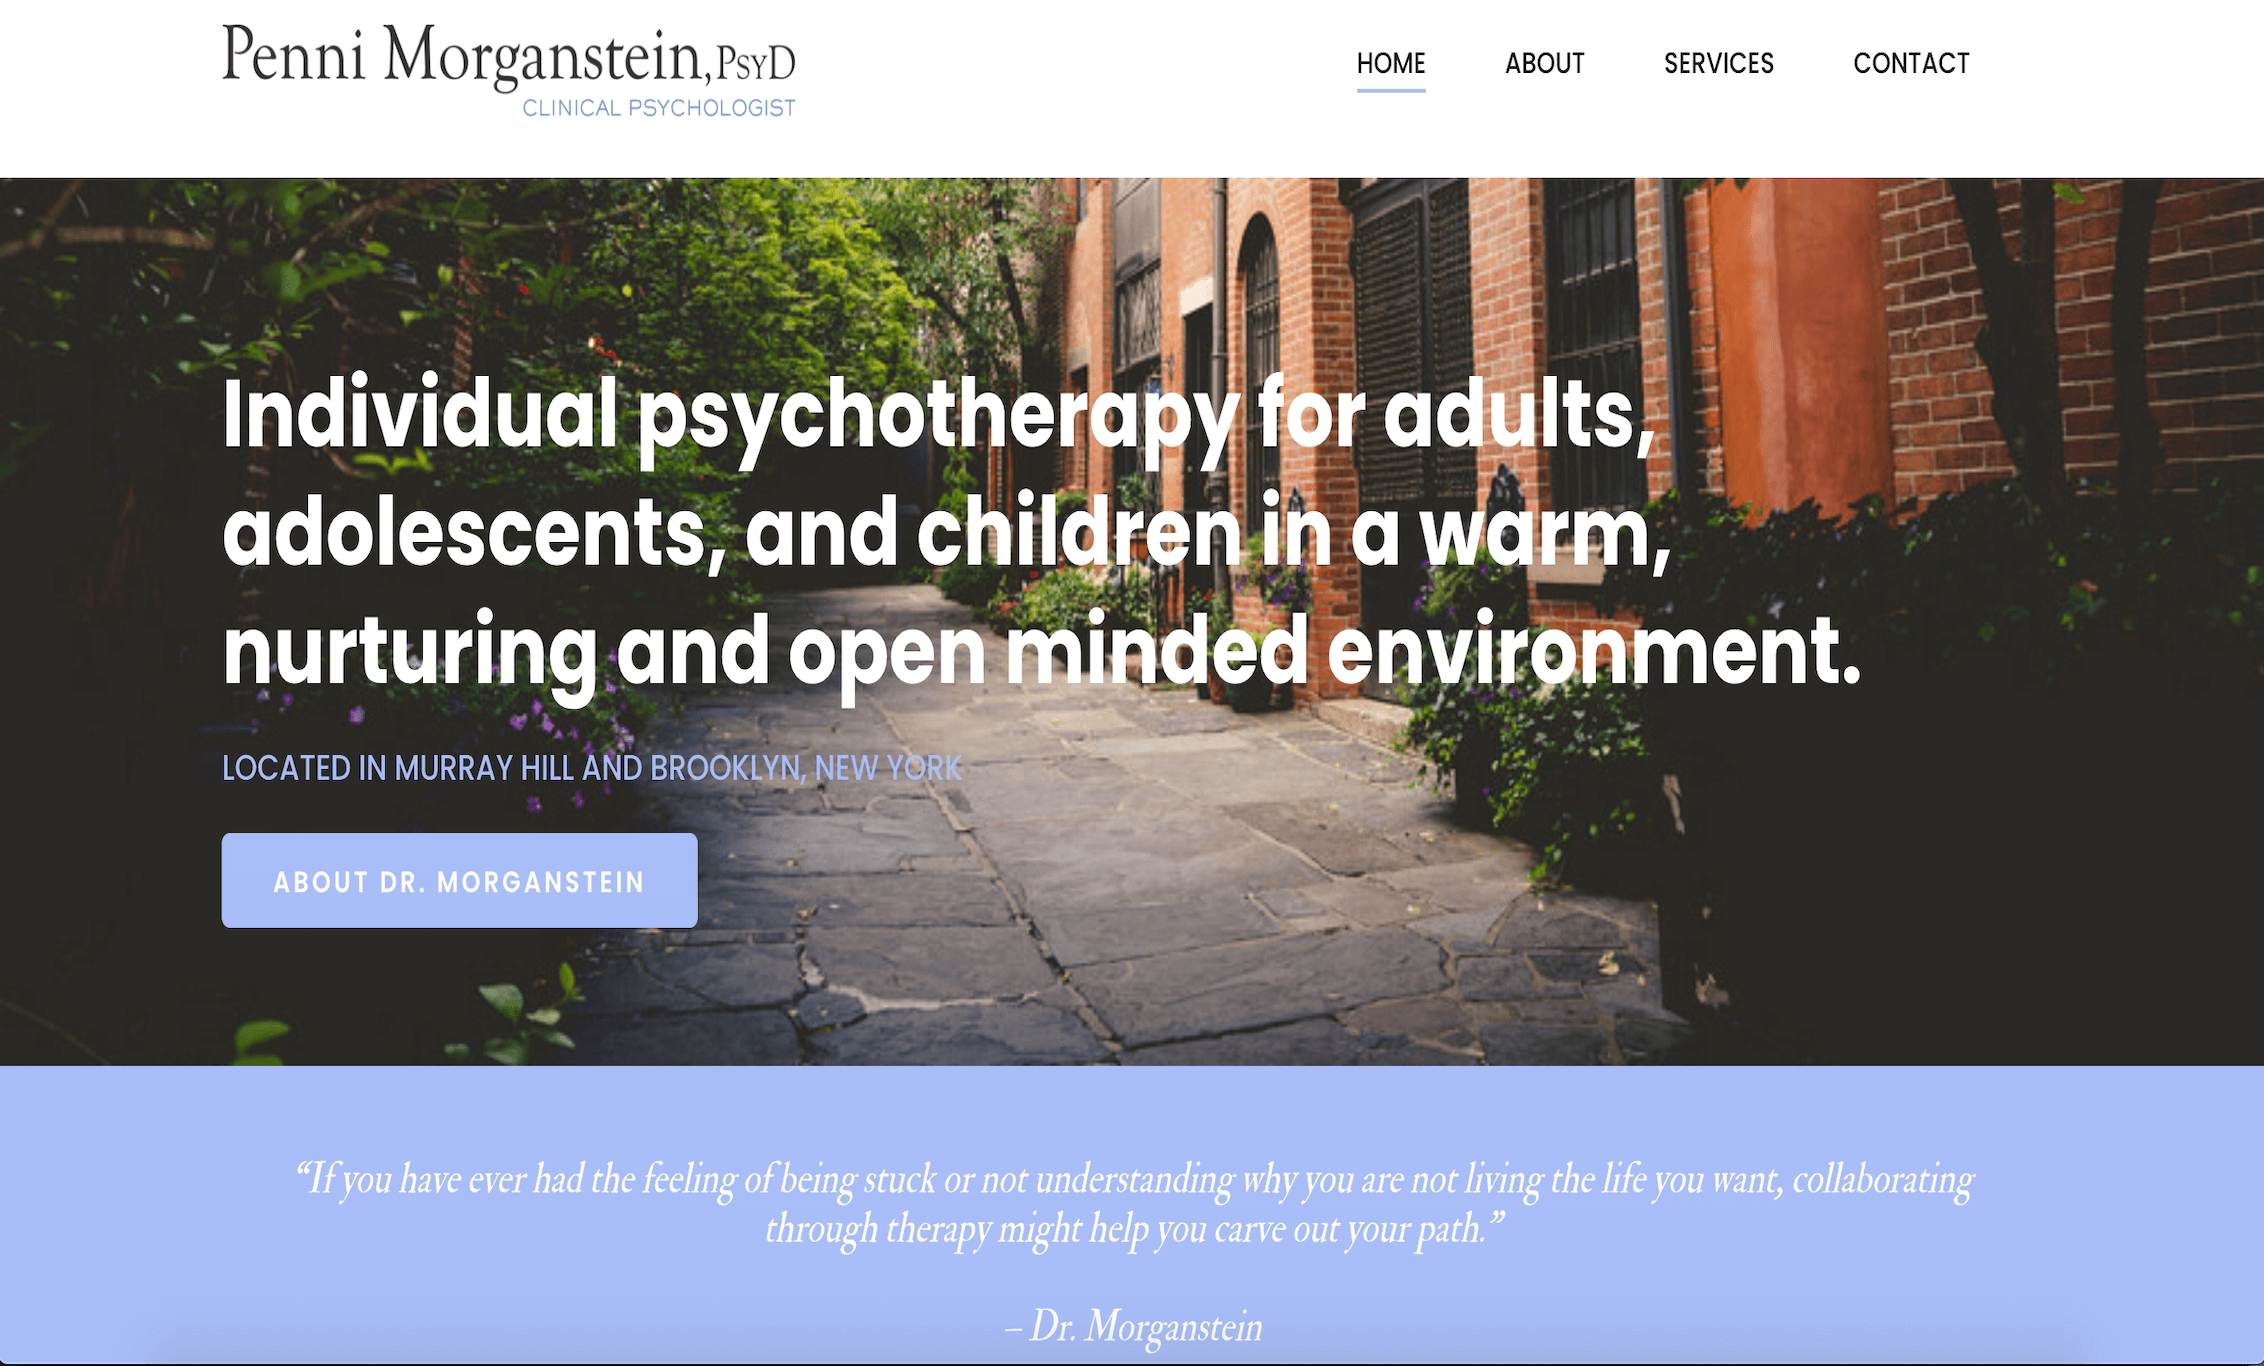 Penni Morganstein, PsyD
CLINICAL PSYCHOLOGIST
HOME ABOUT SERVICES CONTACT
Individual psychotherapy for adults,
adolescents, and children in a warm,
nurturing and open minded environment.
LOCATED IN MURRAY HILL AND BROOKLYN, NEW YORK
ABOUT DR. MORGANSTEIN
“If you have ever had the feeling of being stuck or not understanding why you are not living the life you want, collaborating
through therapy might help you carve out your path.”
– Dr. Morganstein